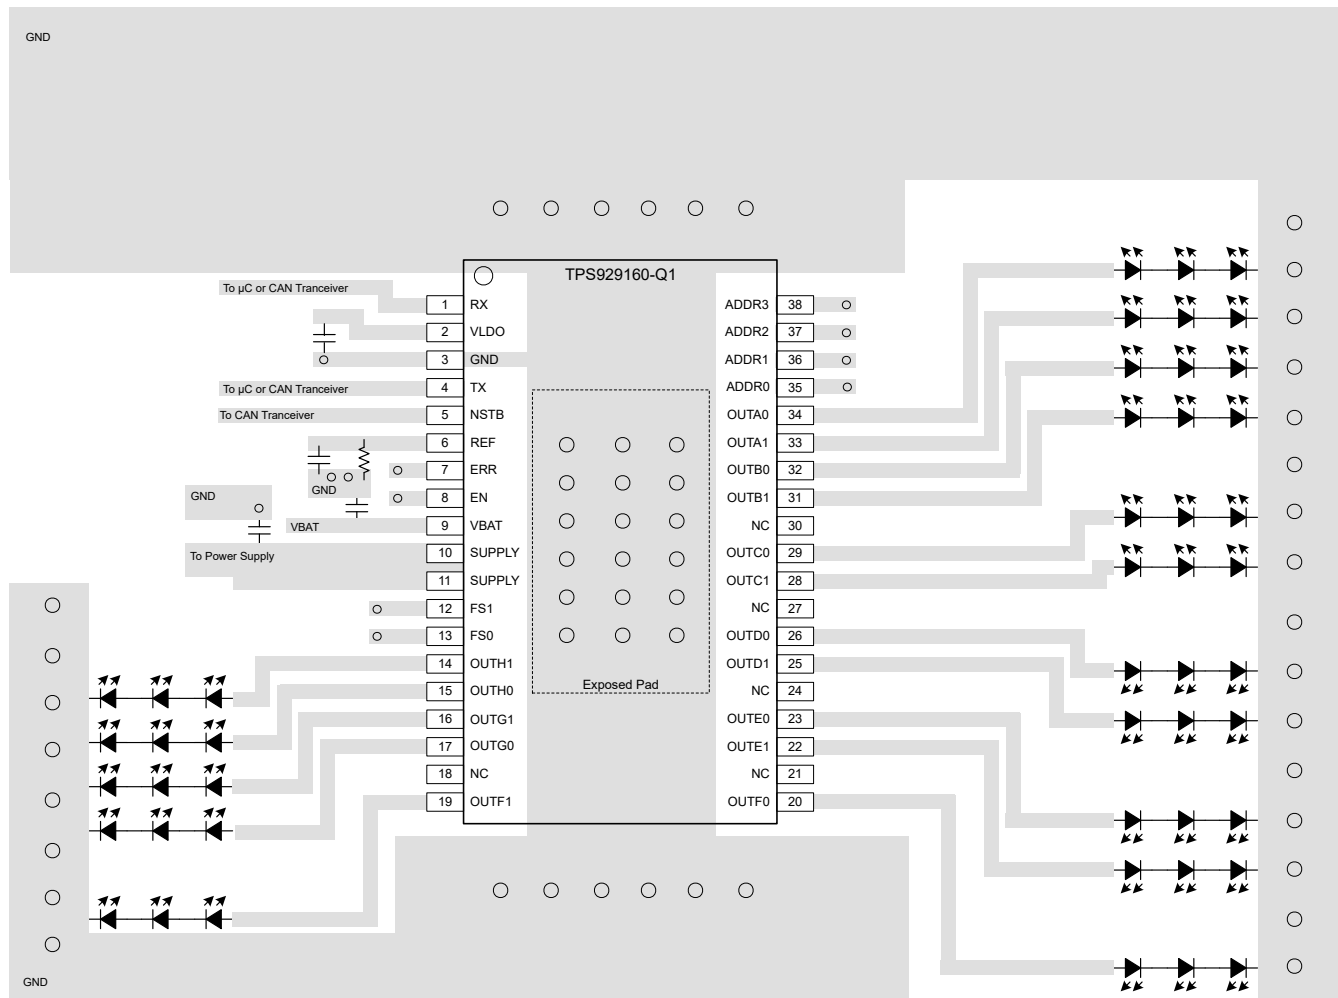 GND
TPS929160-Q1
To µC or CAN Tranceiver
1 RX
2 VLDO
3 GND
To µC or CAN Tranceiver
4 TX
To CAN Tranceiver
5 NSTB
6 REF
7 ERR
GND
8 EN
GND
VBAT
9 VBAT
To Power Supply
10 SUPPLY
11 SUPPLY
12 FS1
13 FS0
14 OUTH1
15 OUTH0
16 OUTG1
17 OUTG0
18 NC
19 OUTF1
ADDR3 38
ADDR2 37
ADDR1 36
ADDR0 35
OUTA0 34
OUTA1 33
OUTB0 32
OUTB1 31
NC 30
OUTC0 29
OUTC1 28
NC 27
OUTD0 26
OUTD1 25
NC 24
OUTE0 23
OUTE1 22
NC 21
OUTF0 20
Exposed Pad
GND